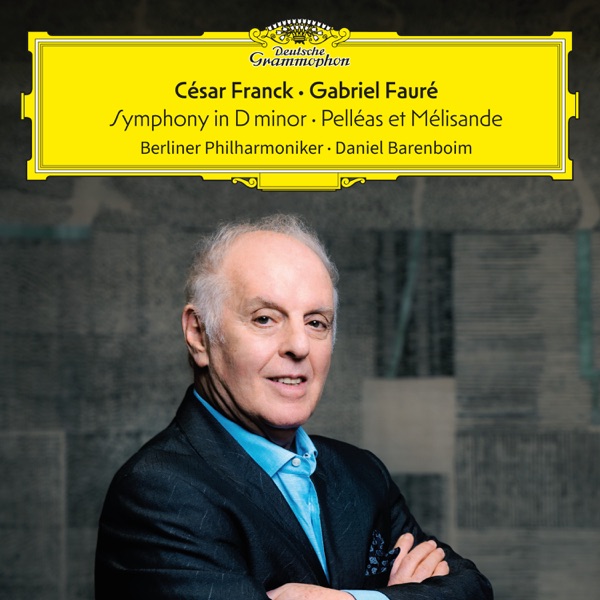 Deutsche
Grammophon
César Franck · Gabriel Fauré
Symphony in D minor · Pelléas et Mélisande
Berliner Philharmoniker · Daniel Barenboim